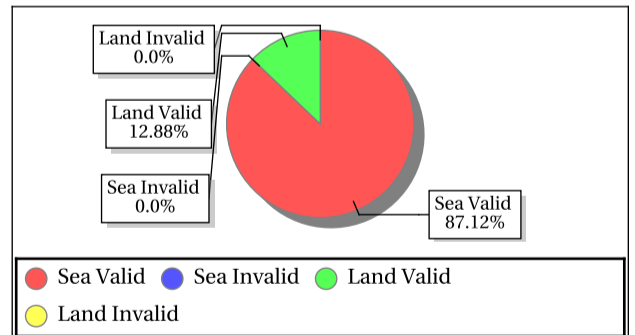 Land Invalid
0.0%
Land Valid
12.88%
Sea Invalid
0.0%
Sea Valid
87.12%
Sea Valid Sea Invalid Land Valid
Land Invalid